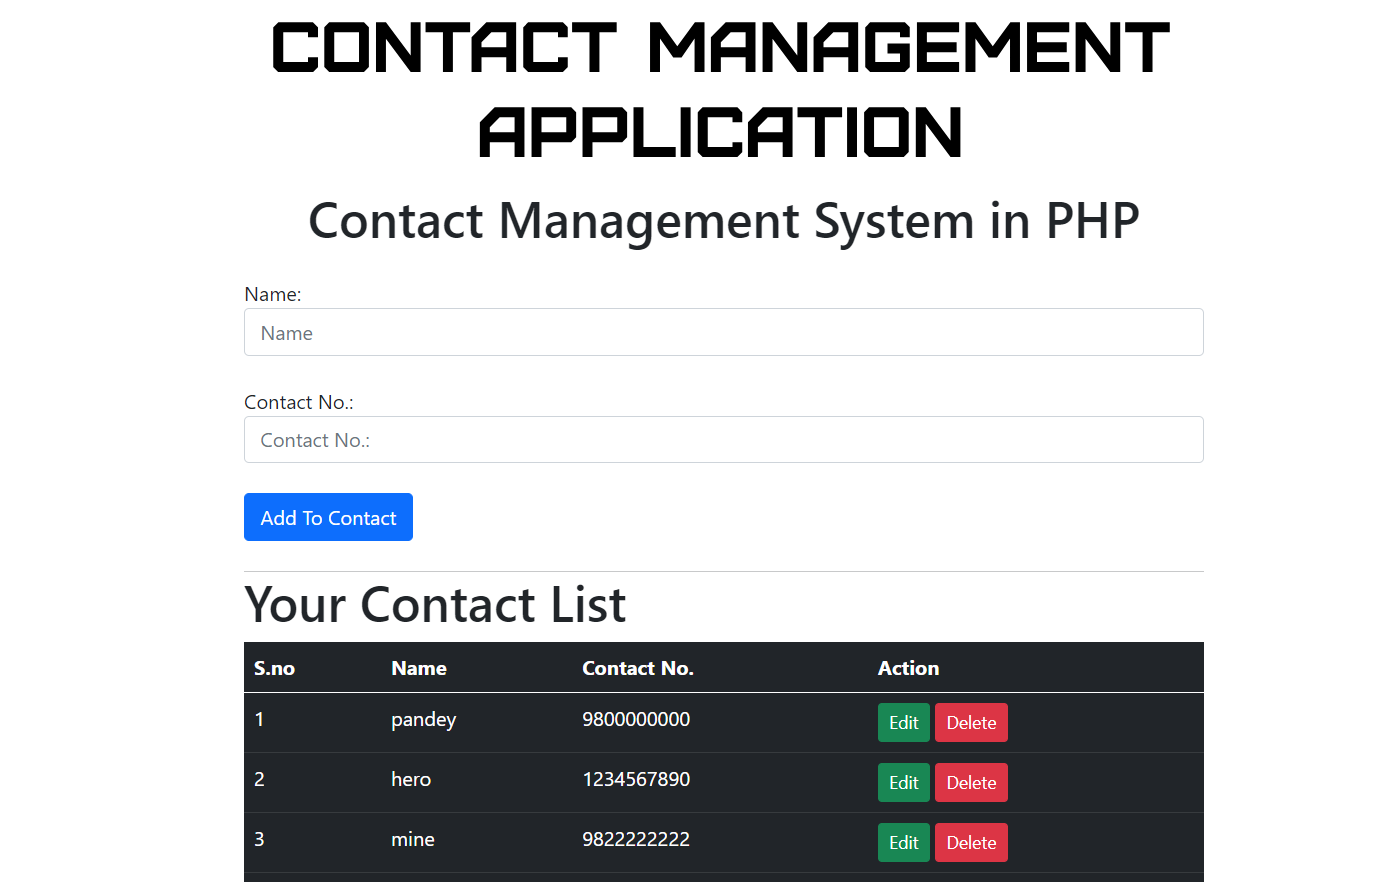 CONTACT MANAGEMENT
APPLICATION
Contact Management System in PHP
Name:
Name
Contact No.:
Contact No.:
Add To Contact
Your Contact List
S.no Name Contact No. Action
1 pandey 9800000000 Edit Delete
2 hero 1234567890 Edit Delete
3 mine 9822222222 Edit Delete